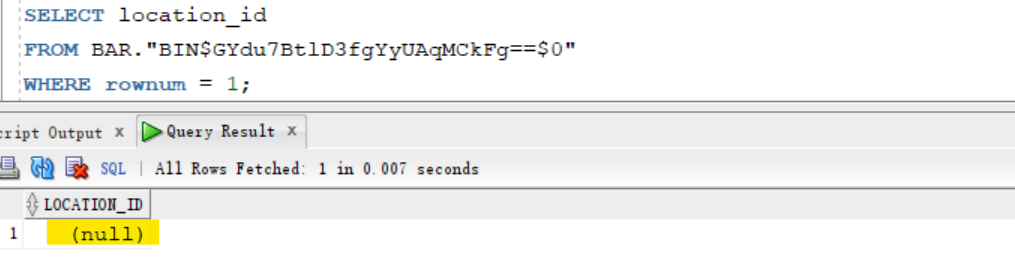 SELECT location_id
FROM BAR."BIN$GYdu7BtlD3fgYyUAqMCkFg==$0"
WHERE rownum = 1;
cript Output x Query Result x
SQL | All Rows Fetched: 1 in 0.007 seconds
LOCATION_ID
1 (null)